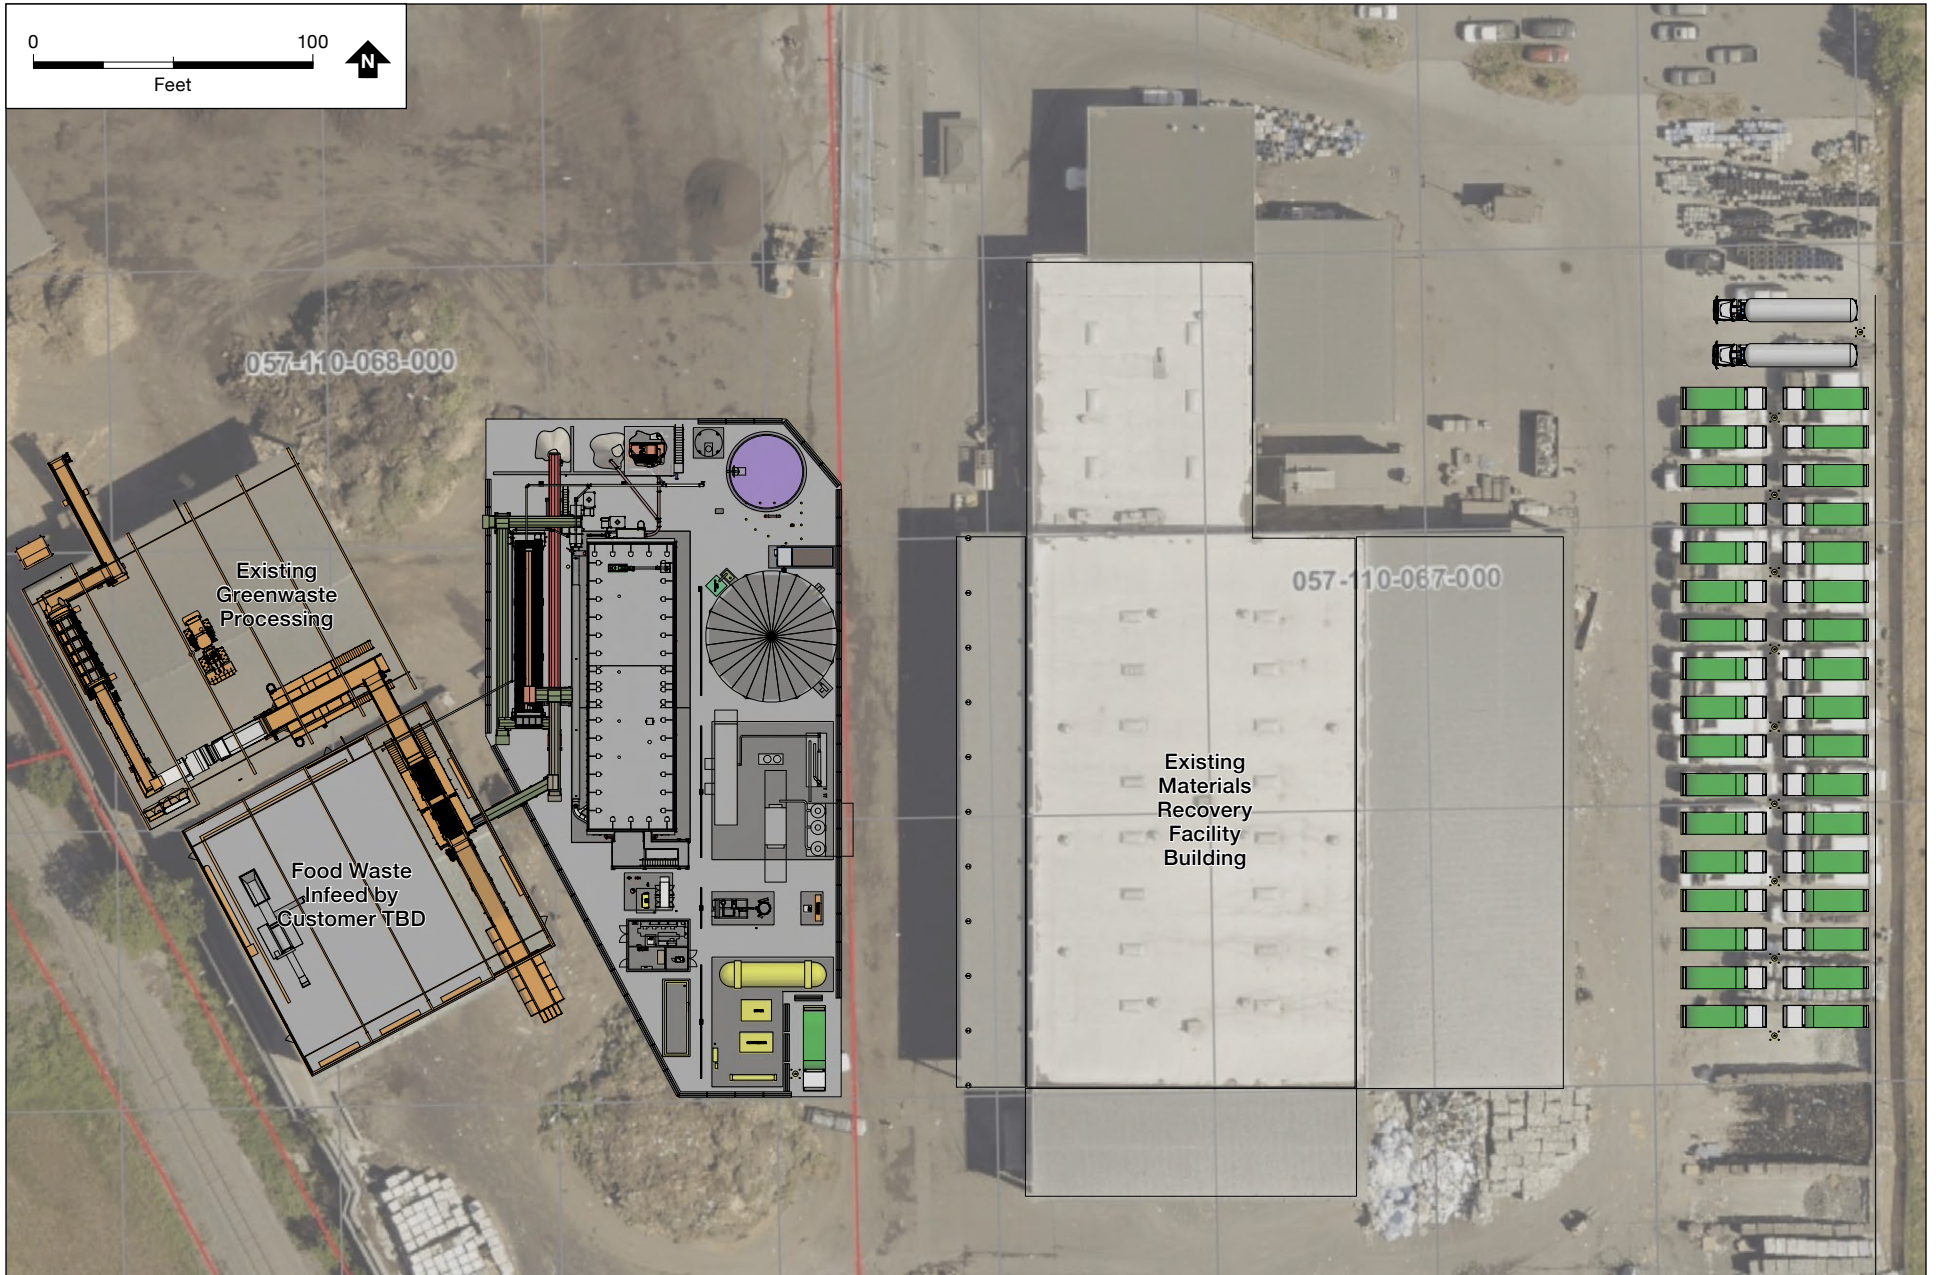 0 100
N
Feet
057-110-068-000
Existing
Greenwaste
Processing
057-110-067-000
Existing
Materials
Recovery
Facility
Building
Food Waste
Infeed by
Customer TBD